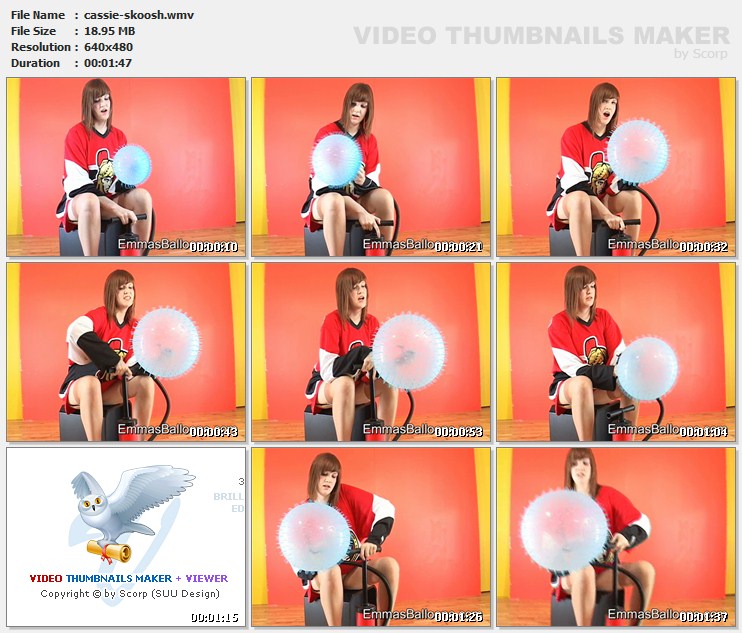 File Name : cassie-skoosh.wmv
File Size : 18.95 MB
Resolution : 640x480
Duration : 00:01:47
VIDEO THUMBNAILS MAKER
by Scorp
EmmasBallo
00:00:10
EmmasBallo
00:00:21
EmmasBallo
00:00:32
EmmasBallo
00:00:43
EmmasBallo
00:00:53
EmmasBallo
00:01:04
3
BRILL
ED
VIDEO THUMBNAILS MAKER + VIEWER
Copyright © by Scorp (SUU Design)
00:01:15
EmmasBallo
00:01:26
EmmasBallo
00:01:37